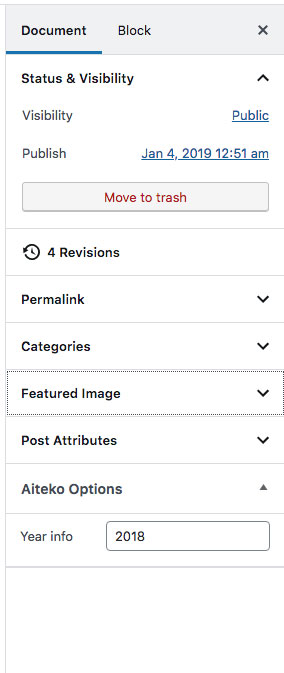 Document Block
Status & Visibility
Visibility Public
Publish Jan 4, 2019 12:51 am
Move to trash
4 Revisions
Permalink
Categories
Featured Image
Post Attributes
Aiteko Options
Year info 2018